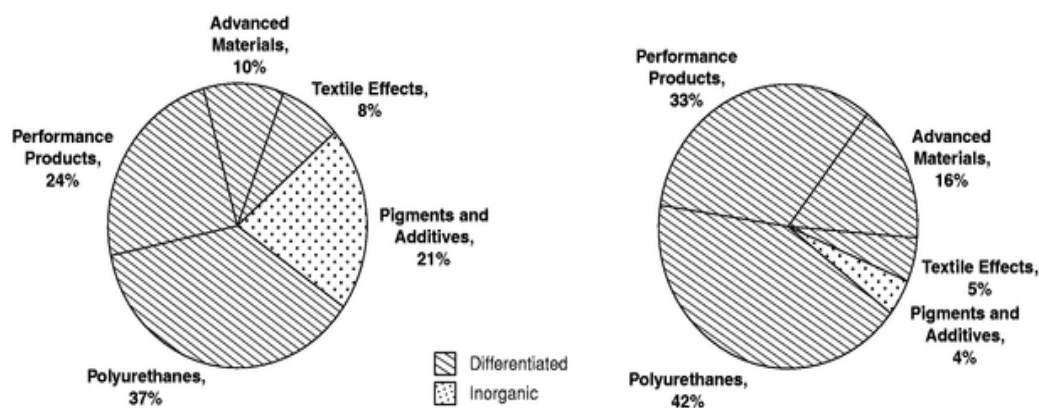 Advanced
Materials,
10%
Textile Effects,
8%
Performance
Products,
24%
Pigments and
Additives,
21%
Polyurethanes,
37%
Differentiated
Inorganic
Performance
Products,
33%
Advanced
Materials,
16%
Textile Effects,
5%
Pigments and
Additives,
4%
Polyurethanes,
42%